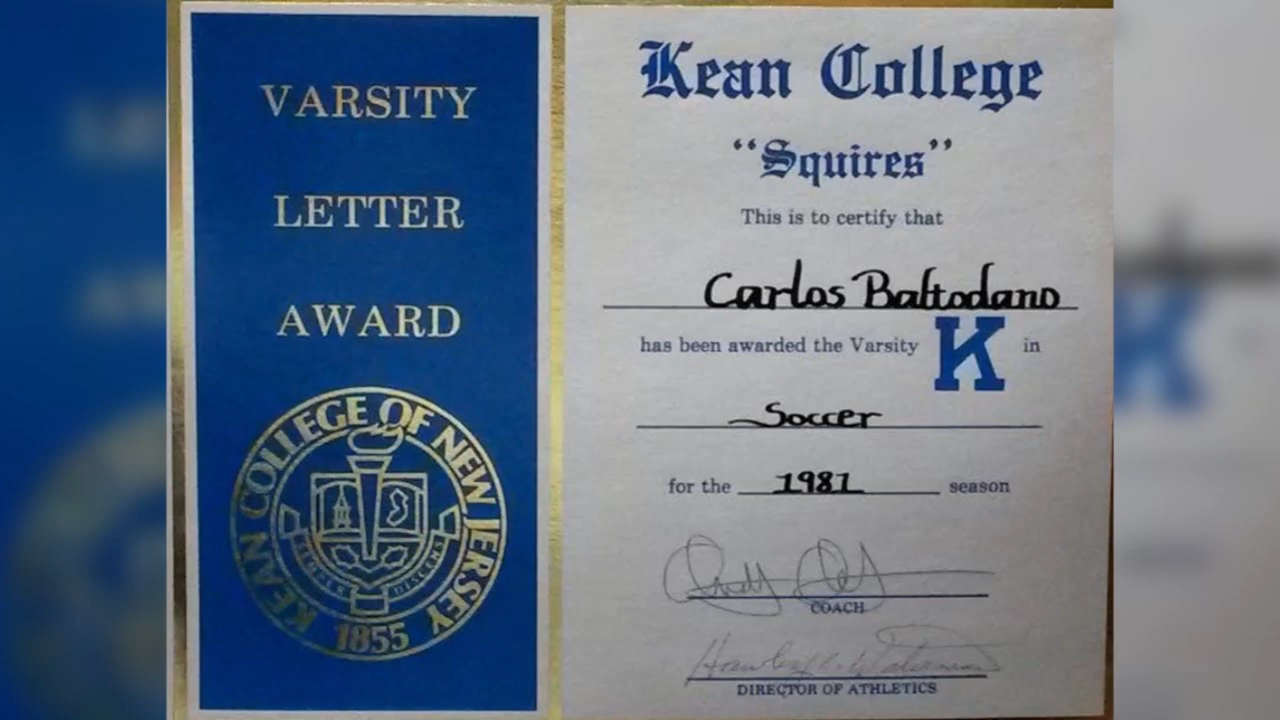 VARSITY
LETTER
AWARD
KEAN COLLEGE OF NEW JERSEY
1855
Kean College
“Squires”
This is to certify that
Carlos Baltodano
has been awarded the Varsity K in
Soccer
for the 1981 season
COACH
DIRECTOR OF ATHLETICS